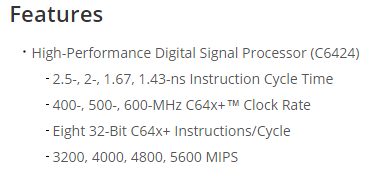 Features
• High-Performance Digital Signal Processor (C6424)
- 2.5-, 2-, 1.67, 1.43-ns Instruction Cycle Time
- 400-, 500-, 600-MHz C64x+™ Clock Rate
- Eight 32-Bit C64x+ Instructions/Cycle
- 3200, 4000, 4800, 5600 MIPS